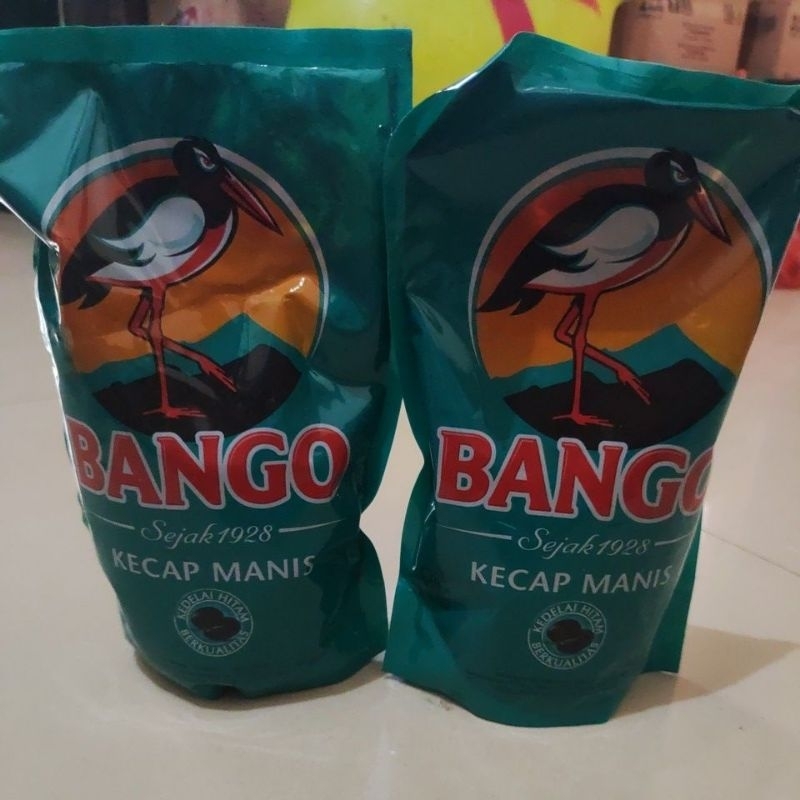 BANGO
Sejak 1928
KECAP MANIS
KEDELAI HITAM
BERKUALITAS
BANGO
Sejak 1928
KECAP MANIS
KEDELAI HITAM
BERKUALITAS